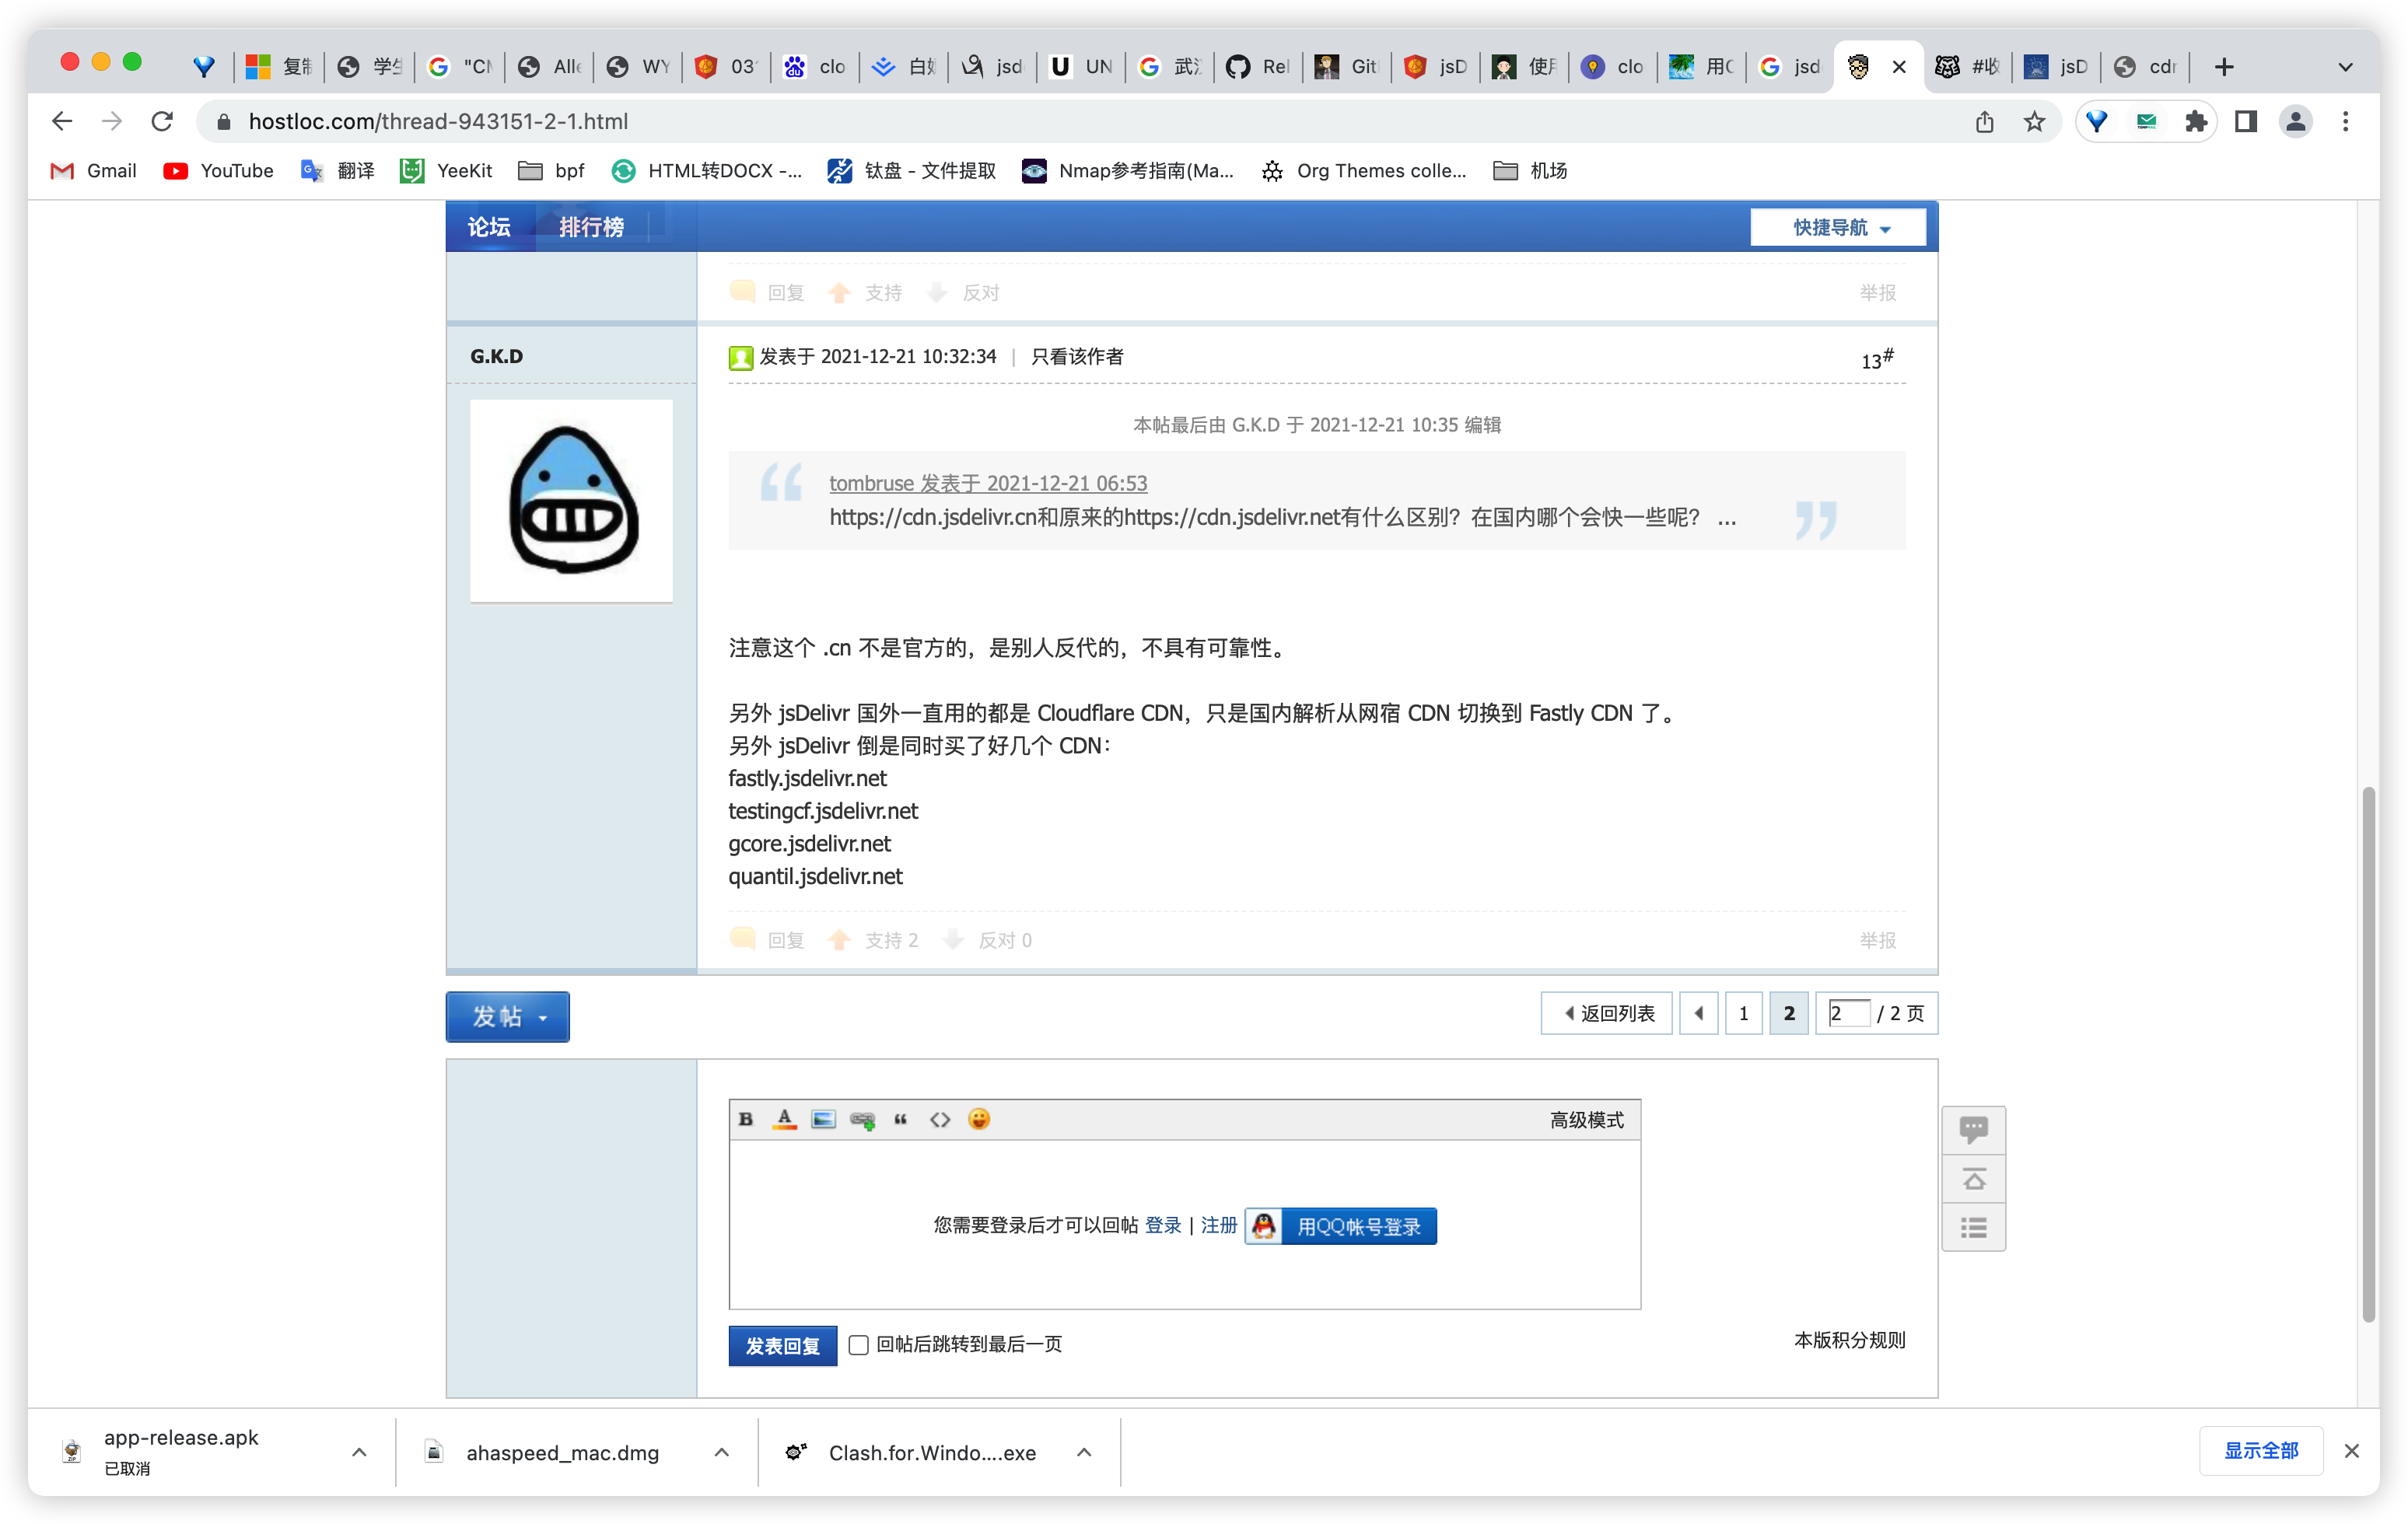 复制
学生
"CN
Alle
WY
03
clo
白嫖
jsd
UN
武汉
Rel
Git
jsD
使用
clo
用C
jsd
#收
jsD
cdn
hostloc.com/thread-943151-2-1.html
Gmail
YouTube
翻译
YeeKit
bpf
HTML转DOCX -...
钛盘 - 文件提取
Nmap参考指南(Ma...
Org Themes colle...
机场
论坛 排行榜 快捷导航
回复 支持 反对 举报
G.K.D
发表于 2021-12-21 10:32:34 | 只看该作者 13#
本帖最后由 G.K.D 于 2021-12-21 10:35 编辑
tombruse 发表于 2021-12-21 06:53
https://cdn.jsdelivr.cn和原来的https://cdn.jsdelivr.net有什么区别？在国内哪个会快一些呢？ ...
注意这个 .cn 不是官方的，是别人反代的，不具有可靠性。
另外 jsDelivr 国外一直用的都是 Cloudflare CDN，只是国内解析从网宿 CDN 切换到 Fastly CDN 了。
另外 jsDelivr 倒是同时买了好几个 CDN：
fastly.jsdelivr.net
testingcf.jsdelivr.net
gcore.jsdelivr.net
quantil.jsdelivr.net
回复 支持 2 反对 0 举报
发帖
返回列表 1 2 2 / 2 页
B A 高级模式
您需要登录后才可以回帖 登录 | 注册 用QQ帐号登录
发表回复 回帖后跳转到最后一页 本版积分规则
app-release.apk
已取消
ahaspeed_mac.dmg
Clash.for.Windo....exe
显示全部